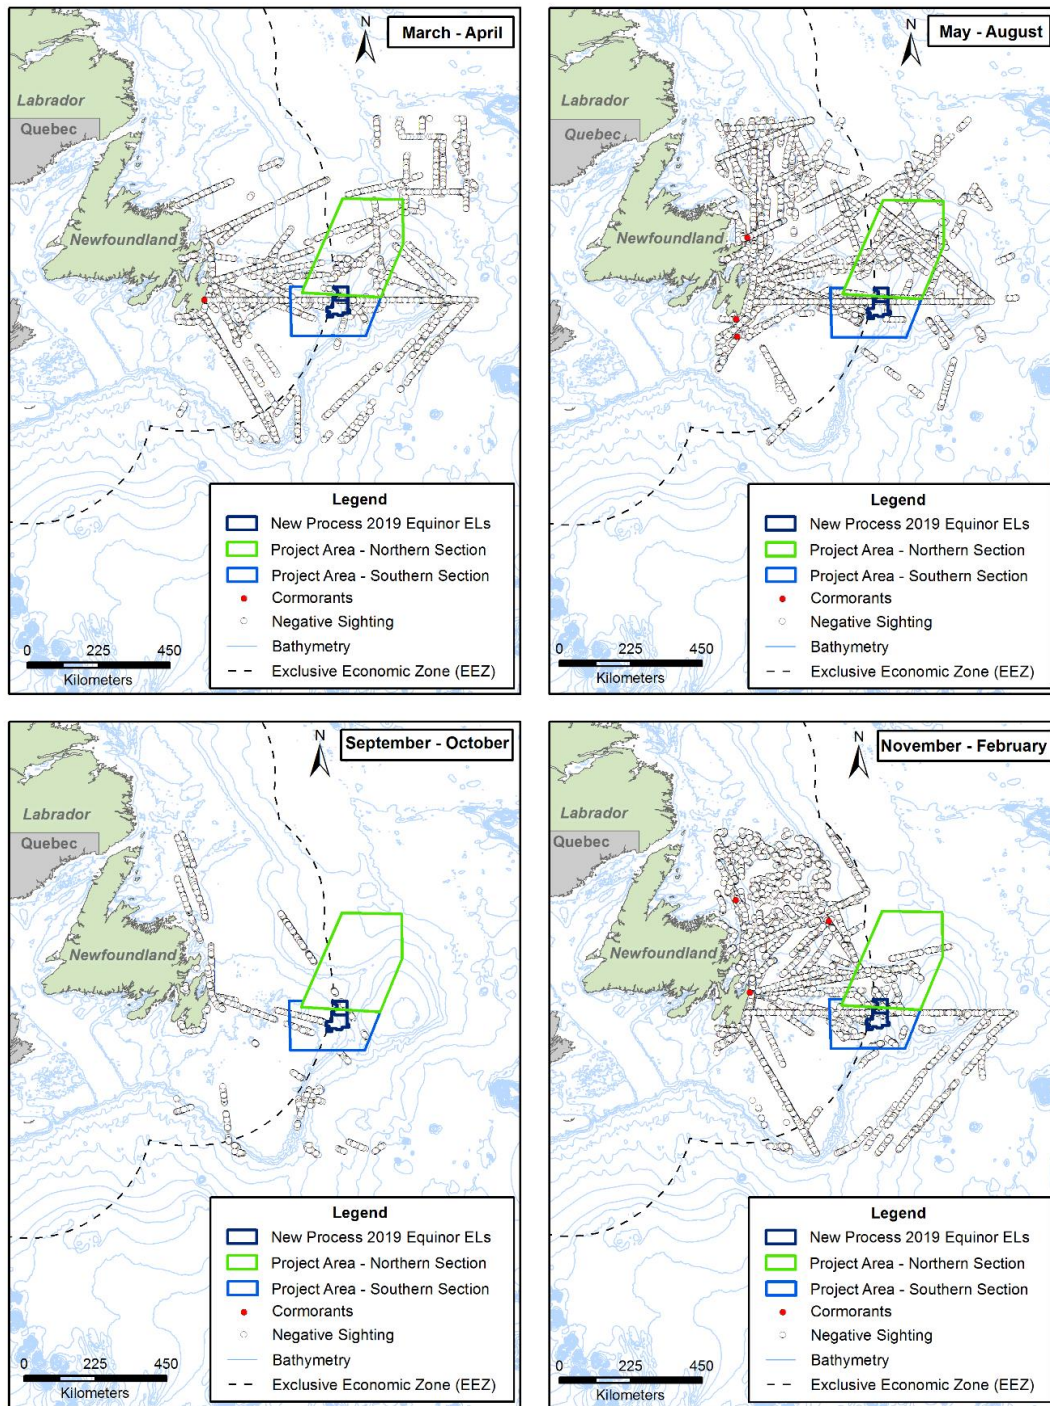 N
March - April
Labrador
Quebec
Newfoundland
Legend
New Process 2019 Equinor ELs
Project Area - Northern Section
Project Area - Southern Section
Cormorants
Negative Sighting
Bathymetry
Exclusive Economic Zone (EEZ)
0 225 450
Kilometers
N
May - August
Labrador
Quebec
Newfoundland
Legend
New Process 2019 Equinor ELs
Project Area - Northern Section
Project Area - Southern Section
Cormorants
Negative Sighting
Bathymetry
Exclusive Economic Zone (EEZ)
0 225 450
Kilometers
N
September - October
Labrador
Quebec
Newfoundland
Legend
New Process 2019 Equinor ELs
Project Area - Northern Section
Project Area - Southern Section
Cormorants
Negative Sighting
Bathymetry
Exclusive Economic Zone (EEZ)
0 225 450
Kilometers
N
November - February
Labrador
Quebec
Newfoundland
Legend
New Process 2019 Equinor ELs
Project Area - Northern Section
Project Area - Southern Section
Cormorants
Negative Sighting
Bathymetry
Exclusive Economic Zone (EEZ)
0 225 450
Kilometers